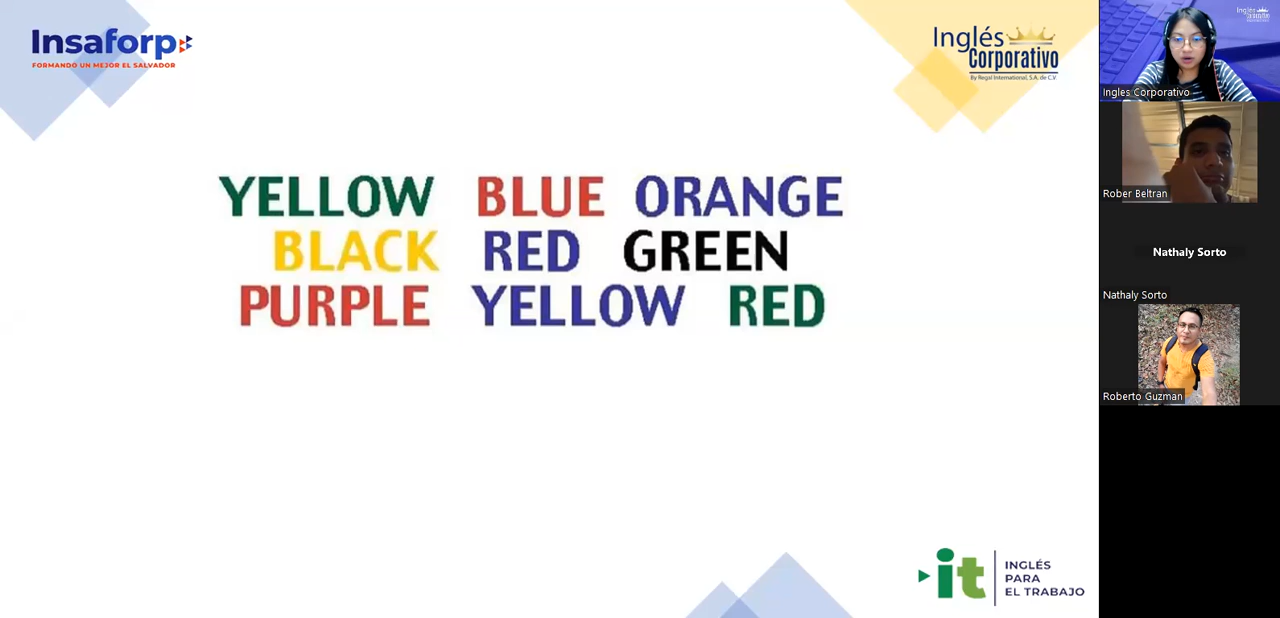 Insaforp
FORMANDO UN MEJOR EL SALVADOR
Inglés
Corporativo
By Regal International, S.A. de C.V.
YELLOW BLUE ORANGE
BLACK RED GREEN
PURPLE YELLOW RED
it
INGLÉS
PARA
EL TRABAJO
Ingles Corporativo
Rober Beltran
Nathaly Sorto
Nathaly Sorto
Roberto Guzman